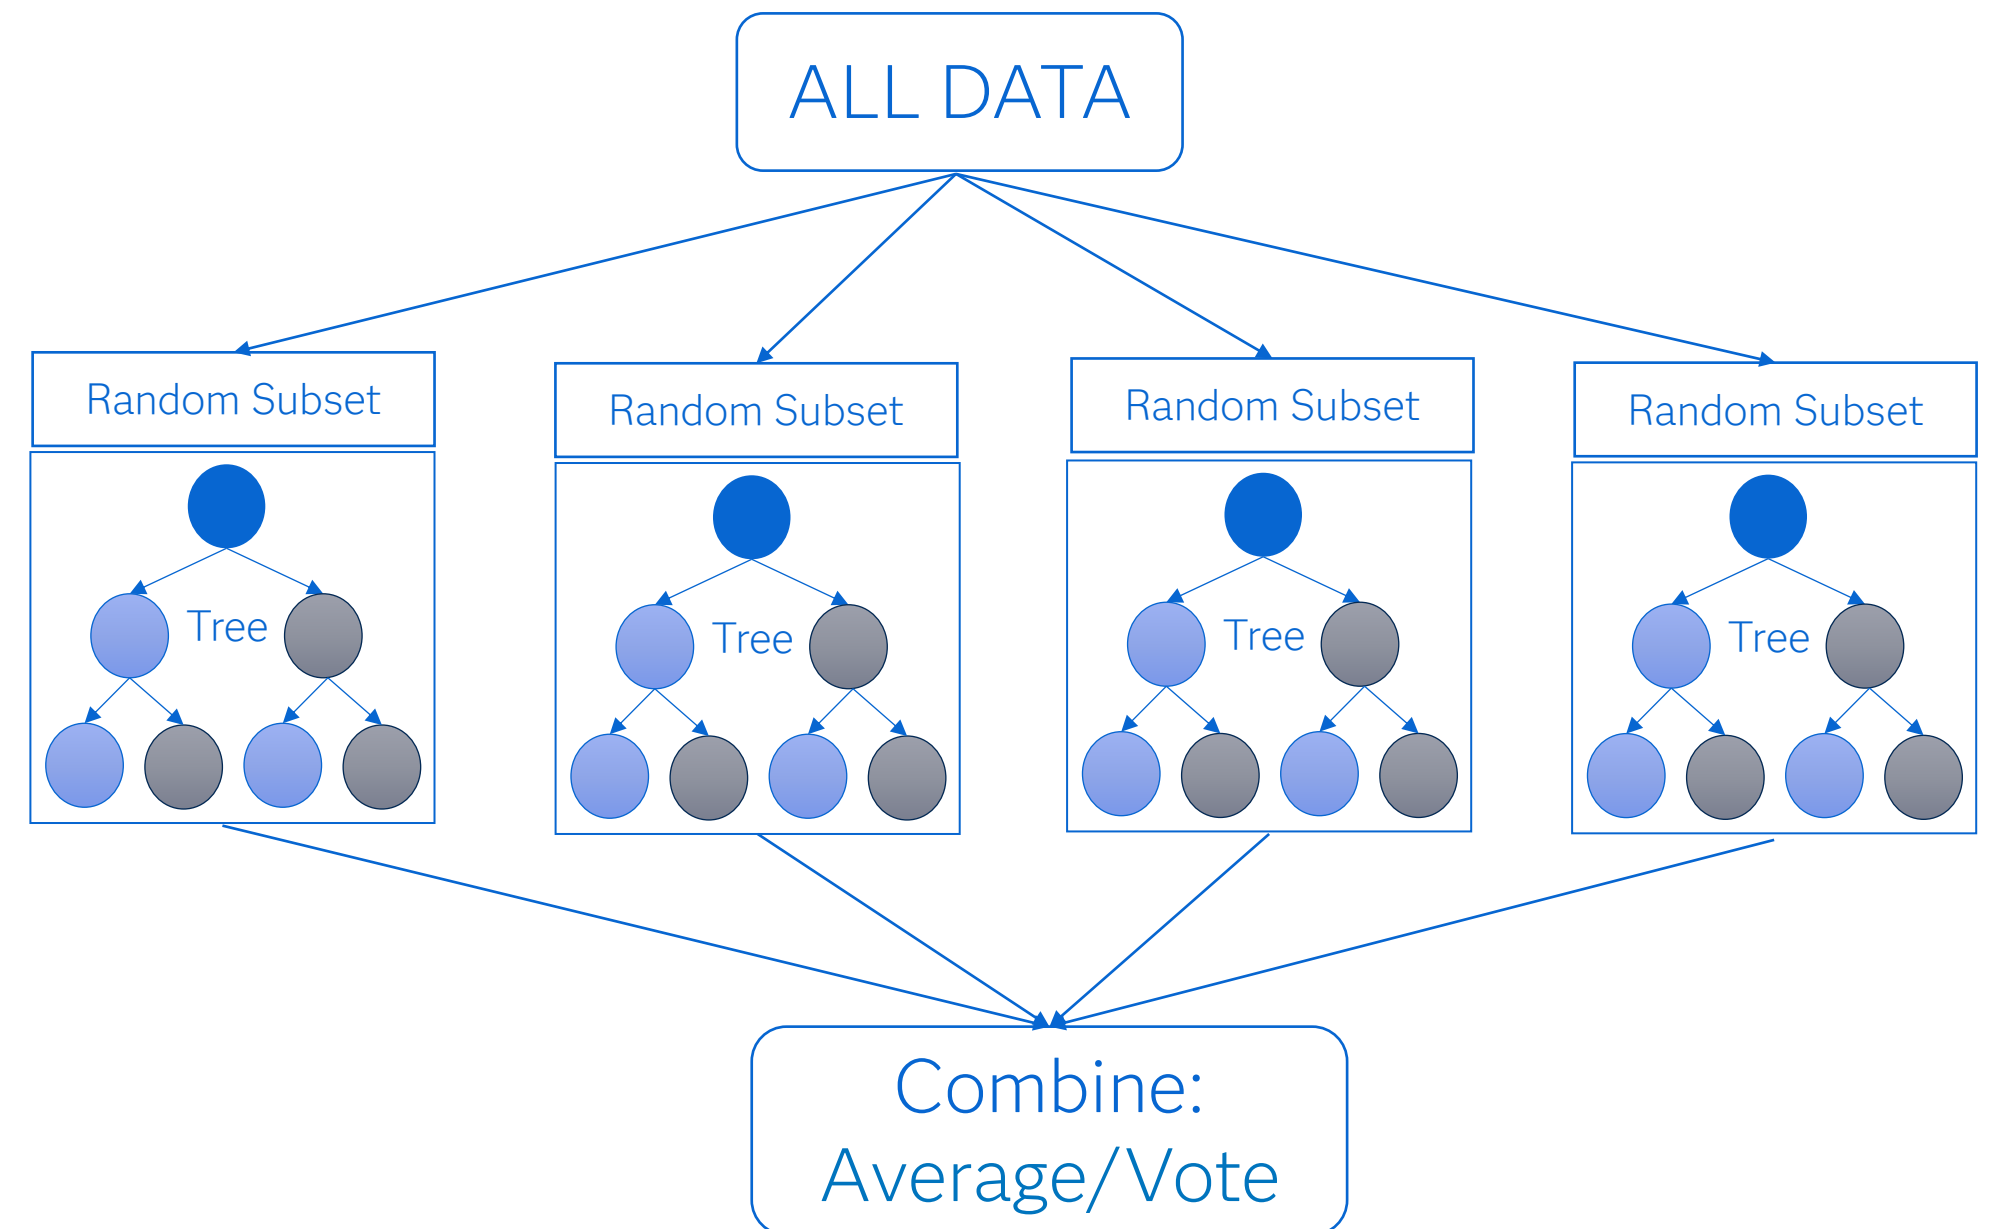 ALL DATA
Random Subset
Random Subset
Random Subset
Random Subset
Tree
Tree
Tree
Tree
Combine:
Average/Vote